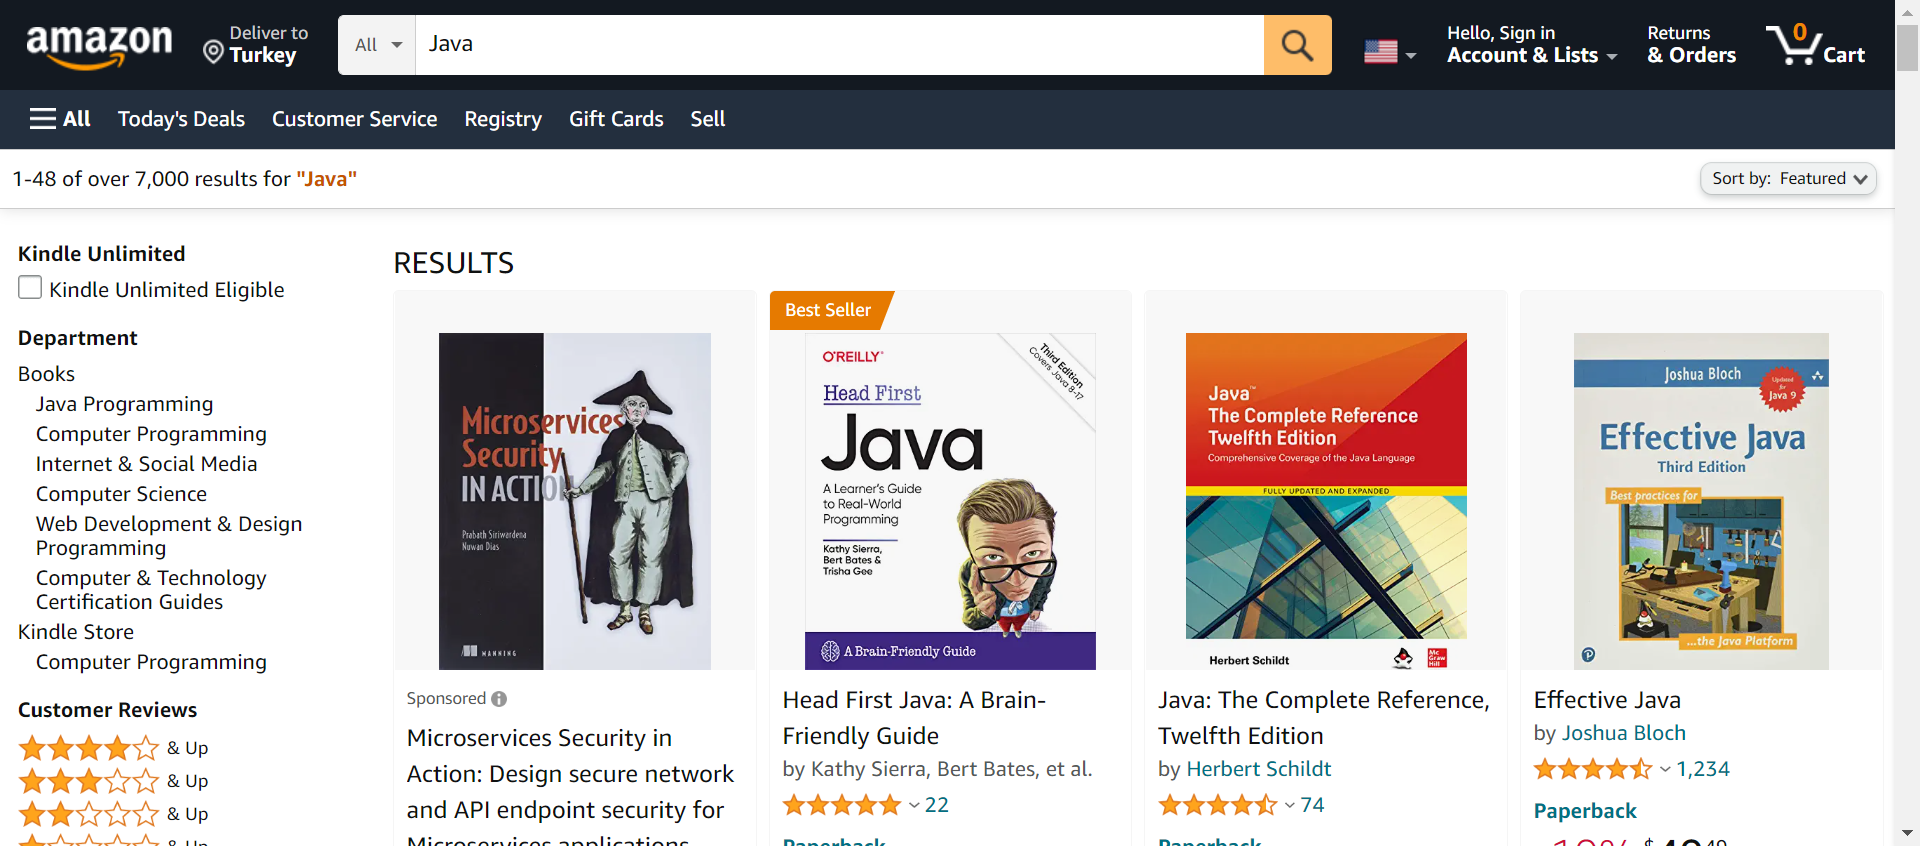 amazon
Deliver to
Turkey
All
Java
Hello, Sign in
Account & Lists
Returns
& Orders
0
Cart
All
Today's Deals
Customer Service
Registry
Gift Cards
Sell
1-48 of over 7,000 results for "Java"
Sort by: Featured
Kindle Unlimited
Kindle Unlimited Eligible
Department
Books
Java Programming
Computer Programming
Internet & Social Media
Computer Science
Web Development & Design
Programming
Computer & Technology
Certification Guides
Kindle Store
Computer Programming
Customer Reviews
& Up
& Up
& Up
& Up
RESULTS
Microservices
Security
IN ACTION
Prabath Siriwardena
Nuwan Dias
MANNING
Sponsored
Microservices Security in
Action: Design secure network
and API endpoint security for
Microservices applications
Best Seller
O'REILLY®
Third Edition
Covers Java 8-17
Head First
Java
A Learner's Guide
to Real-World
Programming
Kathy Sierra,
Bert Bates &
Trisha Gee
A Brain-Friendly Guide
Head First Java: A Brain-
Friendly Guide
by Kathy Sierra, Bert Bates, et al.
22
Paperback
Java™
The Complete Reference
Twelfth Edition
Comprehensive Coverage of the Java Language
FULLY UPDATED AND EXPANDED
Herbert Schildt
Mc
Graw
Hill
Java: The Complete Reference,
Twelfth Edition
by Herbert Schildt
74
Paperback
Joshua Bloch
Updated
for
Java 9
Effective Java
Third Edition
Best practices for
...the Java Platform
P
Effective Java
by Joshua Bloch
1,234
Paperback